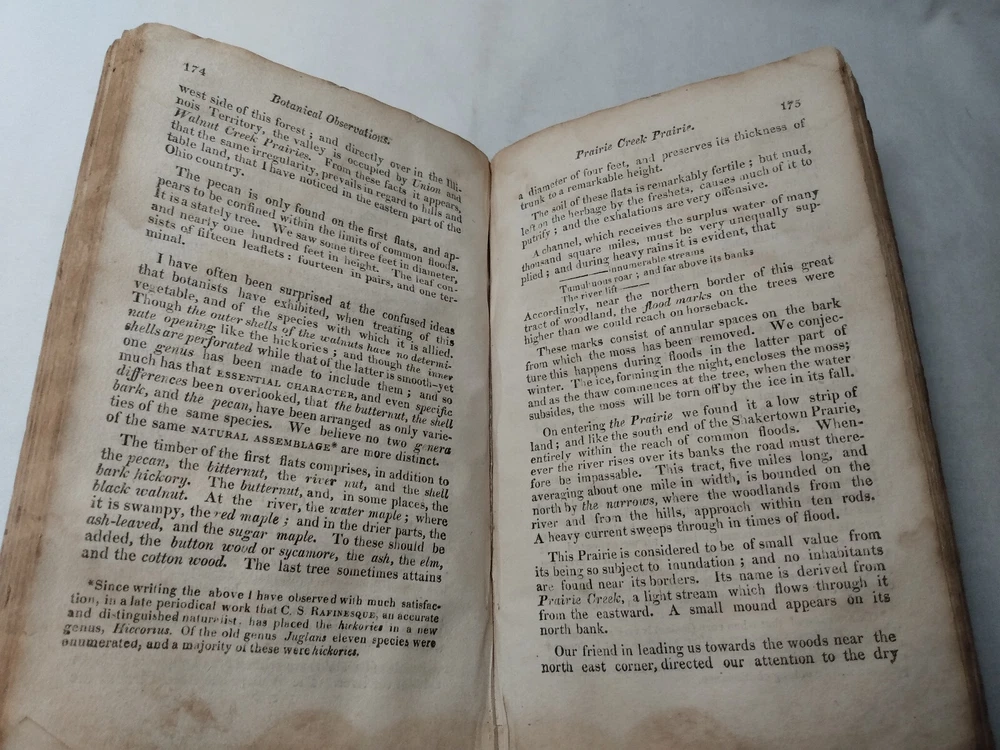 174
Botanical Observations.
west side of this forest; and directly over in the Illi-
nois Territory, the valley is occupied by Union and
Walnut Creek Prairies. From these facts it appears,
that the same irregularity, prevails in regard to hills and
table land, that I have noticed in the eastern part of the
Ohio country.
The pecan is only found on the first flats, and ap-
pears to be confined within the limits of common floods.
It is a stately tree. We saw some three feet in diameter,
and nearly one hundred feet in height. The leaf con-
sists of fifteen leaflets: fourteen in pairs, and one ter-
minal.
I have often been surprised at the confused ideas
that botanists have exhibited, when treating of this
vegetable, and of the species with which it is allied.
Though the outer shells of the walnuts have no determi-
nate opening like the hickories; and though the inner
shells are perforated while that of the latter is smooth—yet
one genus has been made to include them; and so
much has that ESSENTIAL CHARACTER, and even specific
differences been overlooked, that the butternut, the shell
bark, and the pecan, have been arranged as only varie-
ties of the same species. We believe no two genera
of the same NATURAL ASSEMBLAGE* are more distinct.
The timber of the first flats comprises, in addition to
the pecan, the bitternut, the river nut, and the shell
bark hickory. The butternut, and, in some places, the
black walnut. At the river, the water maple; where
it is swampy, the red maple; and in the drier parts, the
ash-leaved, and the sugar maple. To these should be
added, the button wood or sycamore, the ash, the elm,
and the cotton wood. The last tree sometimes attains
*Since writing the above I have observed with much satisfac-
tion, in a late periodical work that C. S RAFINESQUE, an accurate
and distinguished naturalist, has placed the hickories in a new
genus, Hiccorius. Of the old genus Juglans eleven species were
enumerated, and a majority of these were hickories.
175
Prairie Creek Prairie.
a diameter of four feet, and preserves its thickness of
trunk to a remarkable height.
The soil of these flats is remarkably fertile; but mud,
left on the herbage by the freshets, causes much of it to
putrify; and the exhalations are very offensive.
A channel, which receives the surplus water of many
thousand square miles, must be very unequally sup-
plied; and during heavy rains it is evident, that
——innumerable streams
Tumultuous roar; and far above its banks
The river lift——
Accordingly, near the northern border of this great
tract of woodland, the flood marks on the trees were
higher than we could reach on horseback.
These marks consist of annular spaces on the bark
from which the moss has been removed. We conjec-
ture this happens during floods in the latter part of
winter. The ice, forming in the night, encloses the moss;
and as the thaw commences at the tree, when the water
subsides, the moss will be torn off by the ice in its fall.
On entering the Prairie we found it a low strip of
land; and like the south end of the Shakertown Prairie,
entirely within the reach of common floods. When-
ever the river rises over its banks the road must there-
fore be impassable. This tract, five miles long, and
averaging about one mile in width, is bounded on the
north by the narrows, where the woodlands from the
river and from the hills, approach within ten rods.
A heavy current sweeps through in times of flood.
This Prairie is considered to be of small value from
its being so subject to inundation; and no inhabitants
are found near its borders. Its name is derived from
Prairie Creek, a light stream which flows through it
from the eastward. A small mound appears on its
north bank.
Our friend in leading us towards the woods near the
north east corner, directed our attention to the dry